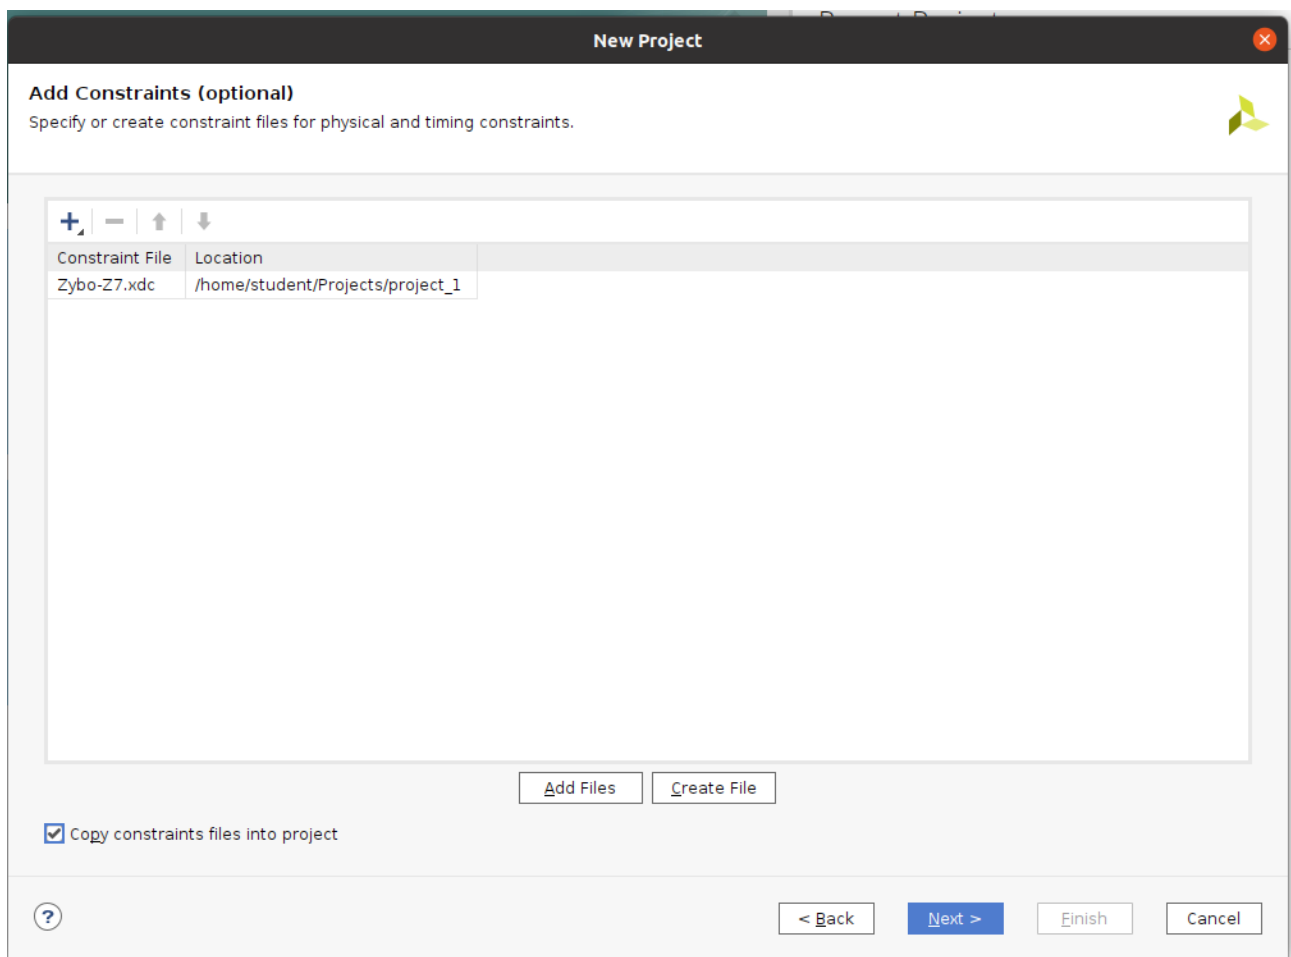 New Project
Add Constraints (optional)
Specify or create constraint files for physical and timing constraints.
Constraint File Location
Zybo-Z7.xdc /home/student/Projects/project_1
Add Files Create File
Copy constraints files into project
? < Back Next > Finish Cancel